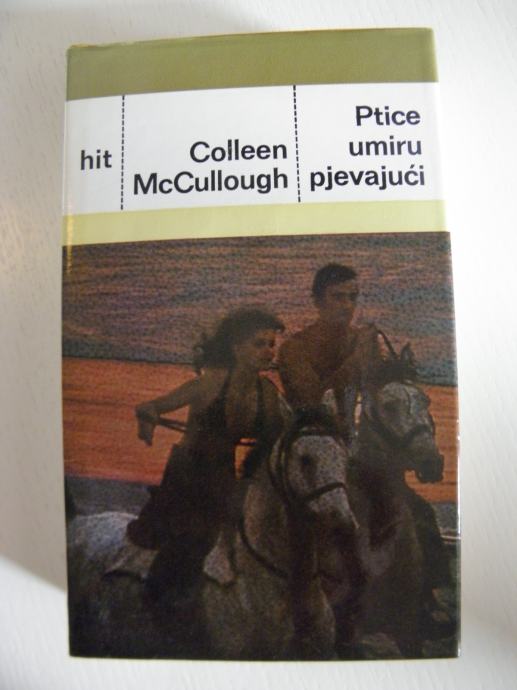 hit
Colleen
McCullough
Ptice
umiru
pjevajući